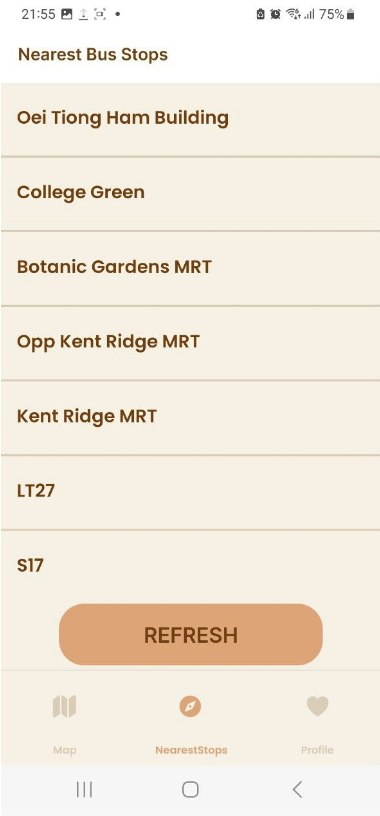 21:55
75%
Nearest Bus Stops
Oei Tiong Ham Building
College Green
Botanic Gardens MRT
Opp Kent Ridge MRT
Kent Ridge MRT
LT27
S17
REFRESH
Map
NearestStops
Profile